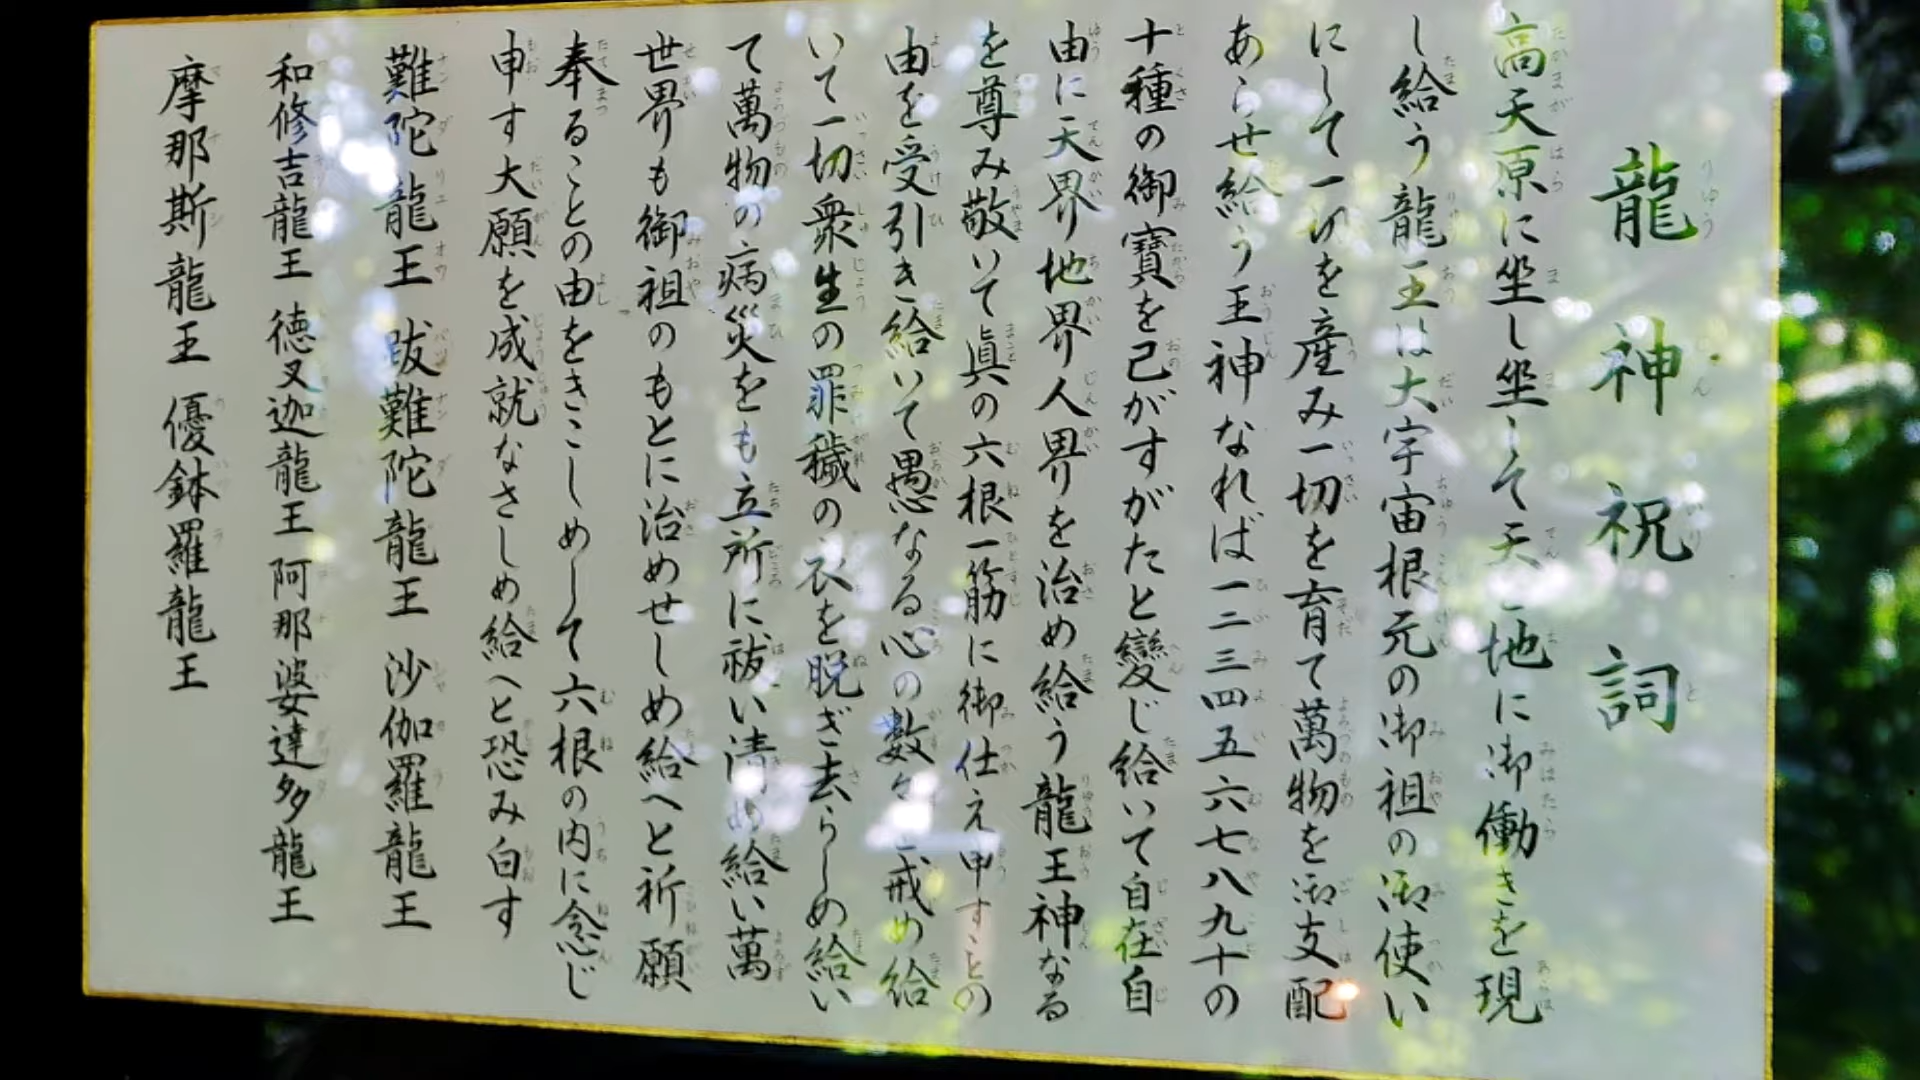 龍神祝詞
高天原に坐し坐して天と地に御働きを現
し給う龍王は大宇宙根元の御祖の御使い
にして一切を産み一切を育て萬物を御支配
あらせ給う王神なれば一二三四五六七八九十の
十種の御寶を己がすがたと變じ給いて自在自
由に天界地界人界を治め給う龍王神なる
を尊み敬いて眞の六根一筋に御仕え申すことの
由を受引き給いて愚なる心の数々を戒め給
いて一切衆生の罪穢の衣を脱ぎ去らしめ給い
て萬物の病災をも立所に祓い清め給い萬
世界も御祖のもとに治めせしめ給へと祈願
奉ることの由をきこしめして六根の内に念じ
申す大願を成就なさしめ給へと恐み白す
難陀龍王 跋難陀龍王 沙伽羅龍王
和修吉龍王 徳叉迦龍王 阿那婆達多龍王
摩那斯龍王 優鉢羅龍王